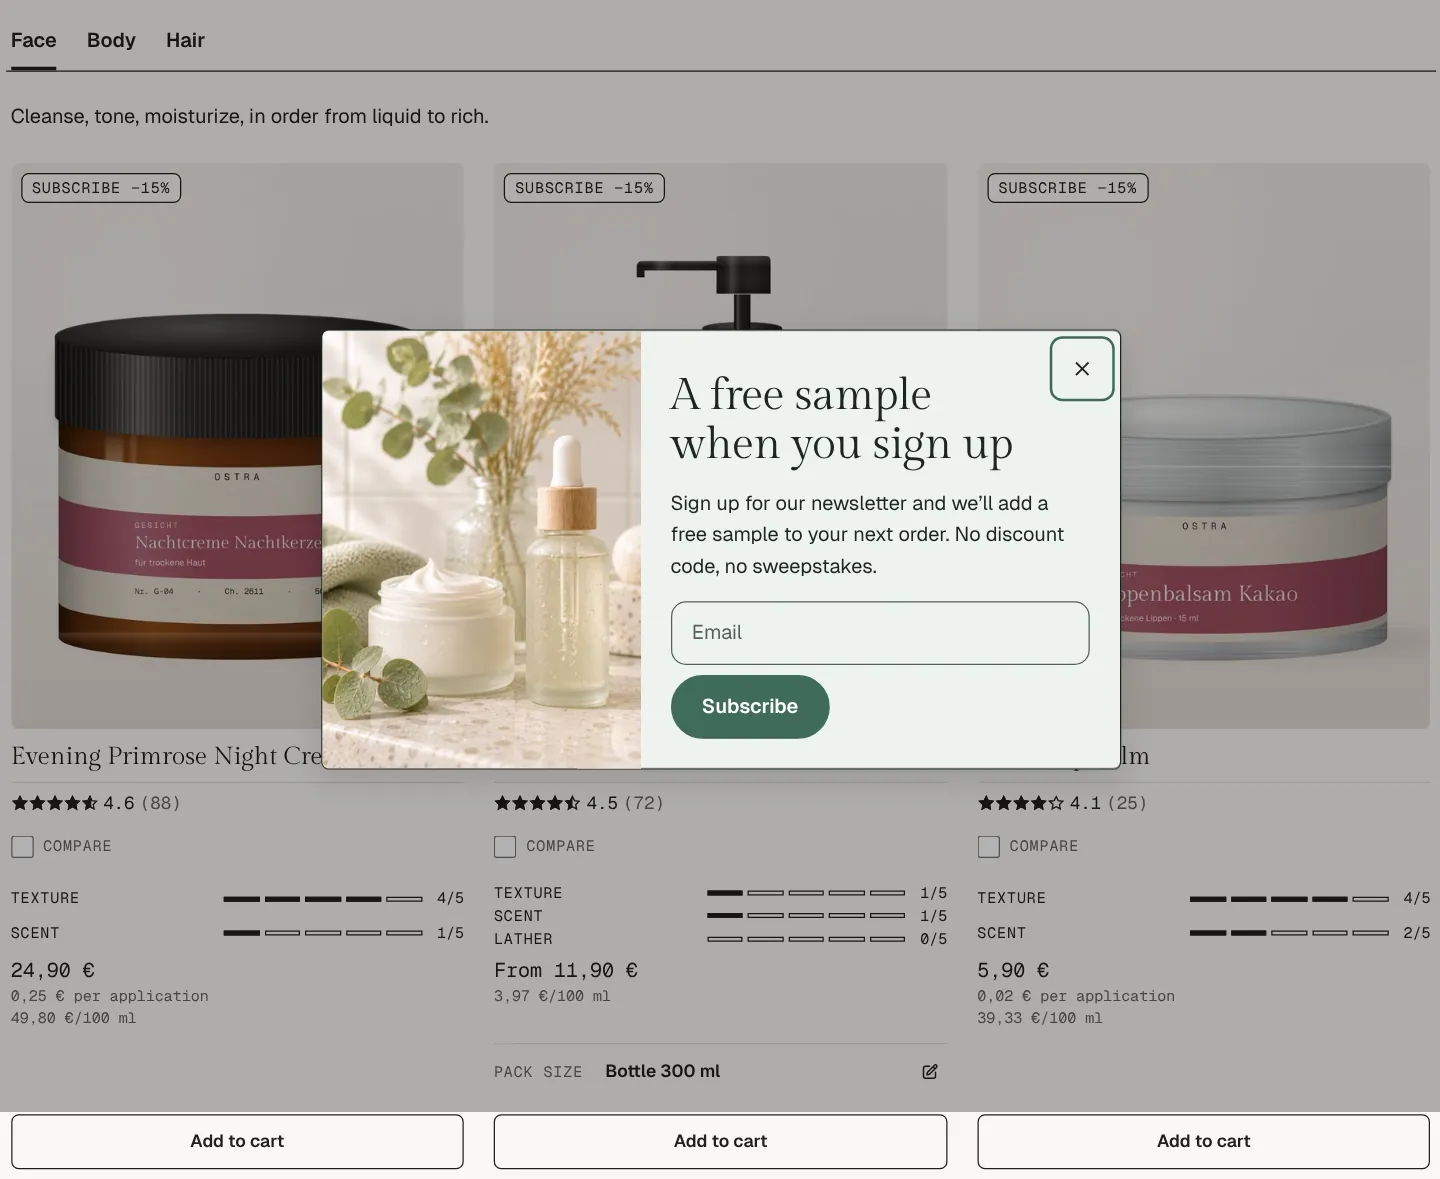 Face Body Hair
Cleanse, tone, moisturize, in order from liquid to rich.
SUBSCRIBE −15% SUBSCRIBE −15% SUBSCRIBE −15%
OSTRA
GESICHT
Nachtcreme Nachtkerze
für trockene Haut
Nr. G-04 · Ch. 2611 ·
OSTRA
Kakao
Lippen · 15 ml
A free sample
when you sign up
Sign up for our newsletter and we’ll add a
free sample to your next order. No discount
code, no sweepstakes.
Email
Subscribe
Evening Primrose Night
4.6 (88) 4.5 (72) 4.1 (25)
COMPARE COMPARE COMPARE
TEXTURE 4/5
SCENT 1/5
24,90 €
0,25 € per application
49,80 €/100 ml
TEXTURE 1/5
SCENT 1/5
LATHER 0/5
From 11,90 €
3,97 €/100 ml
PACK SIZE Bottle 300 ml
TEXTURE 4/5
SCENT 2/5
5,90 €
0,02 € per application
39,33 €/100 ml
Add to cart Add to cart Add to cart